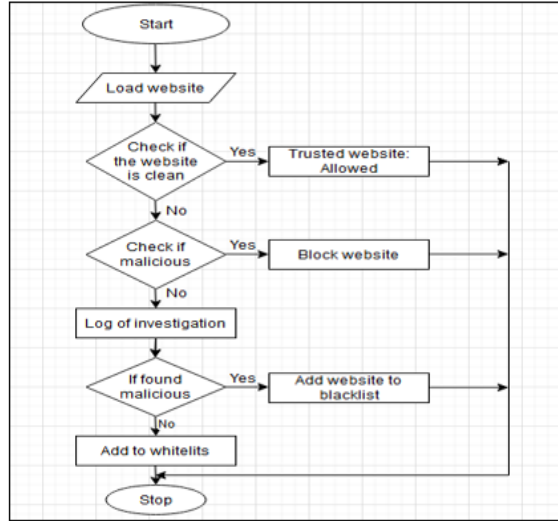 Start
Load website
Check if
the website
is clean
Yes
Trusted website:
Allowed
No
Check if
malicious
Yes
Block website
No
Log of investigation
If found
malicious
Yes
Add website to
blacklist
No
Add to whitelits
Stop